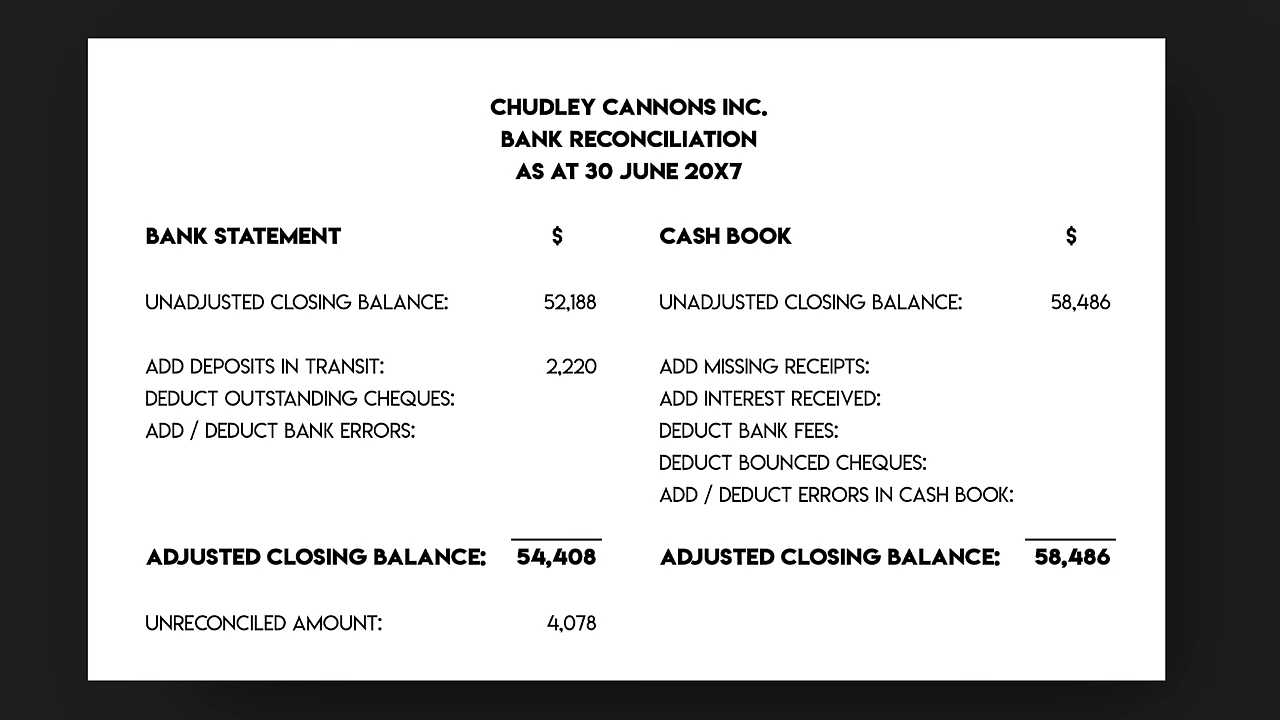 CHUDLEY CANNONS INC.
BANK RECONCILIATION
AS AT 30 JUNE 20X7
BANK STATEMENT $ CASH BOOK $
UNADJUSTED CLOSING BALANCE: 52,188 UNADJUSTED CLOSING BALANCE: 58,486
ADD DEPOSITS IN TRANSIT: 2,220 ADD MISSING RECEIPTS:
DEDUCT OUTSTANDING CHEQUES: ADD INTEREST RECEIVED:
ADD / DEDUCT BANK ERRORS: DEDUCT BANK FEES:
DEDUCT BOUNCED CHEQUES:
ADD / DEDUCT ERRORS IN CASH BOOK:
ADJUSTED CLOSING BALANCE: 54,408 ADJUSTED CLOSING BALANCE: 58,486
UNRECONCILED AMOUNT: 4,078